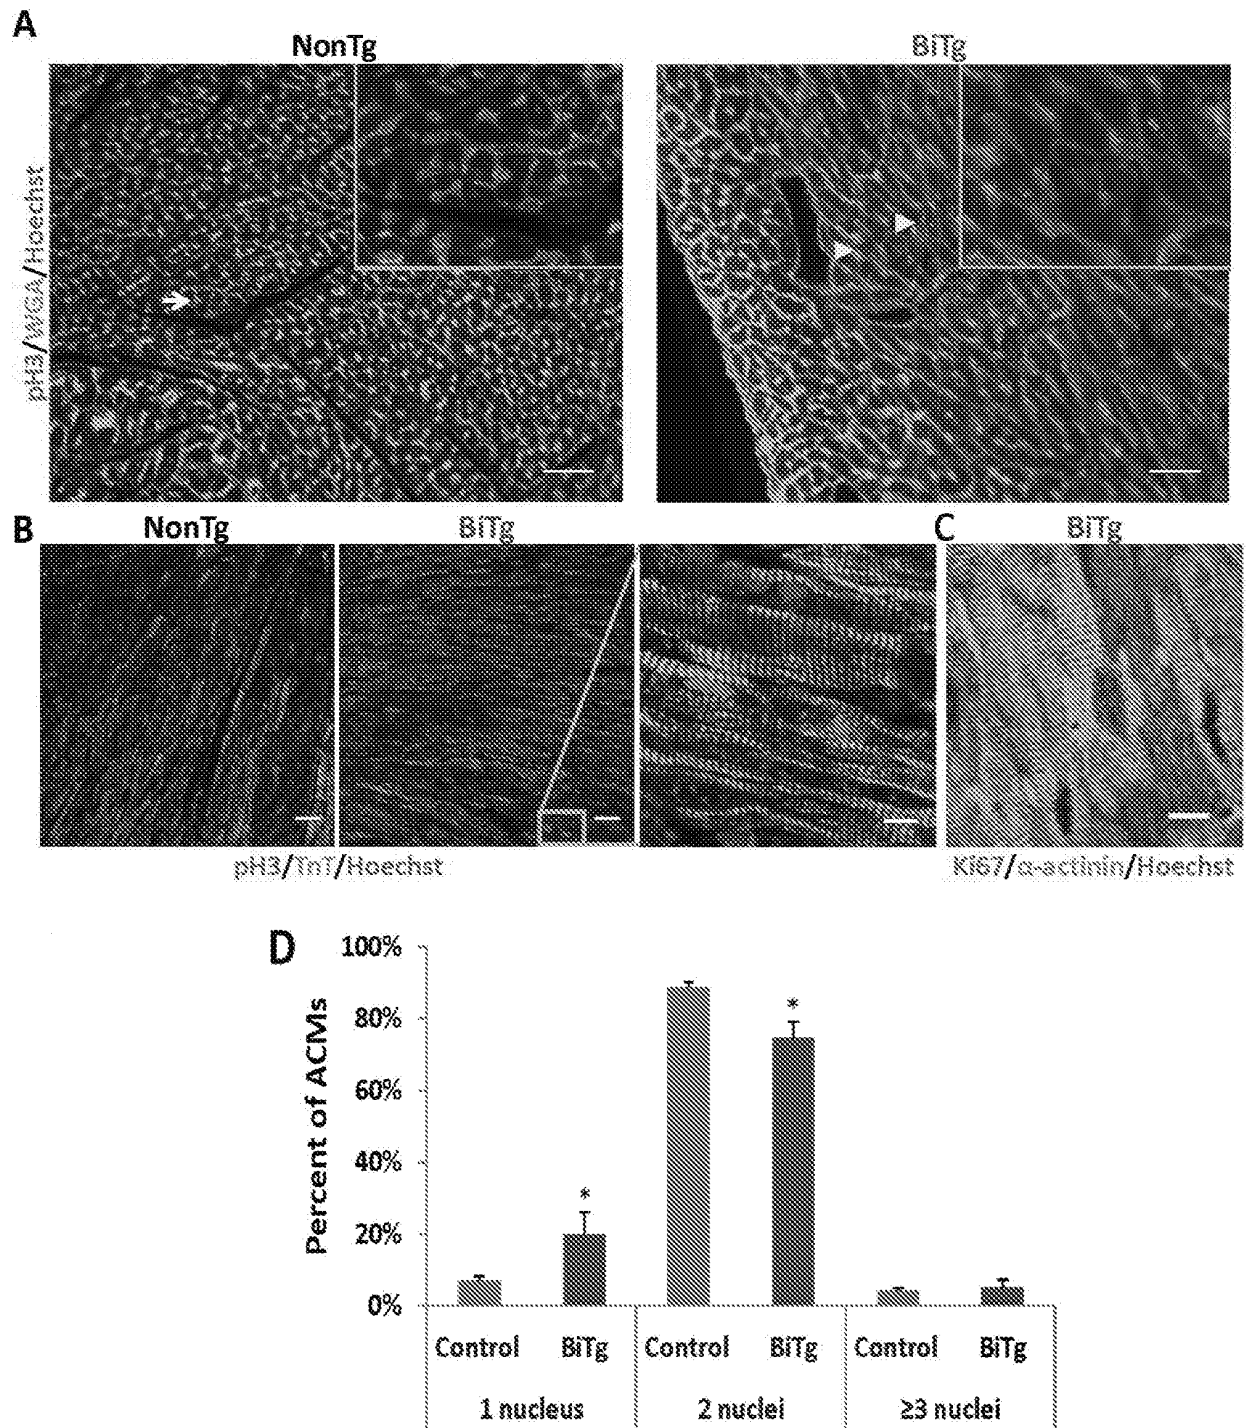 A
NonTg
BiTg
pH3/WGA/Hoechst
B
NonTg
BiTg
C
BiTg
pH3/TnT/Hoechst
Ki67/α-actinin/Hoechst
D
Percent of ACMs
100%
80%
60%
40%
20%
0%
*
*
Control
BiTg
Control
BiTg
Control
BiTg
1 nucleus
2 nuclei
≥3 nuclei